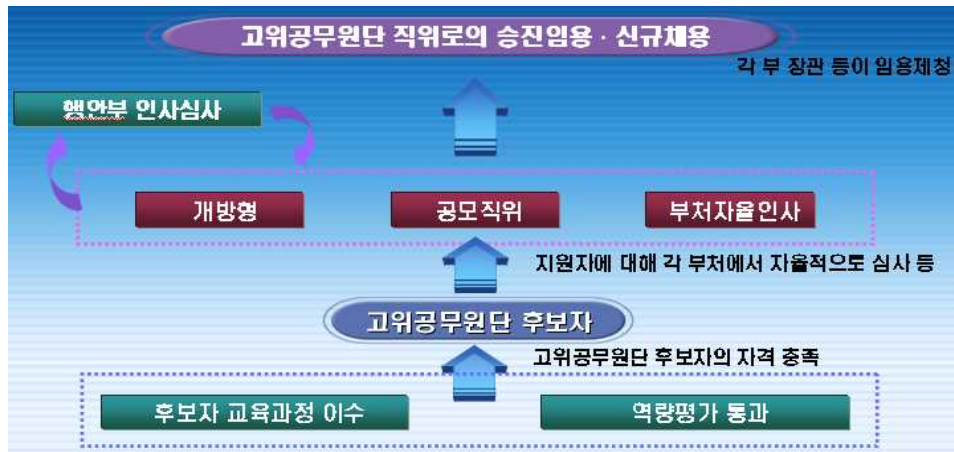 고위공무원단 직위로의 승진임용 · 신규채용
각 부 장관 등이 임용제청
행안부 인사심사
개방형
공모직위
부처자율인사
지원자에 대해 각 부처에서 자율적으로 심사 등
고위공무원단 후보자
고위공무원단 후보자의 자격 충족
후보자 교육과정 이수
역량평가 통과